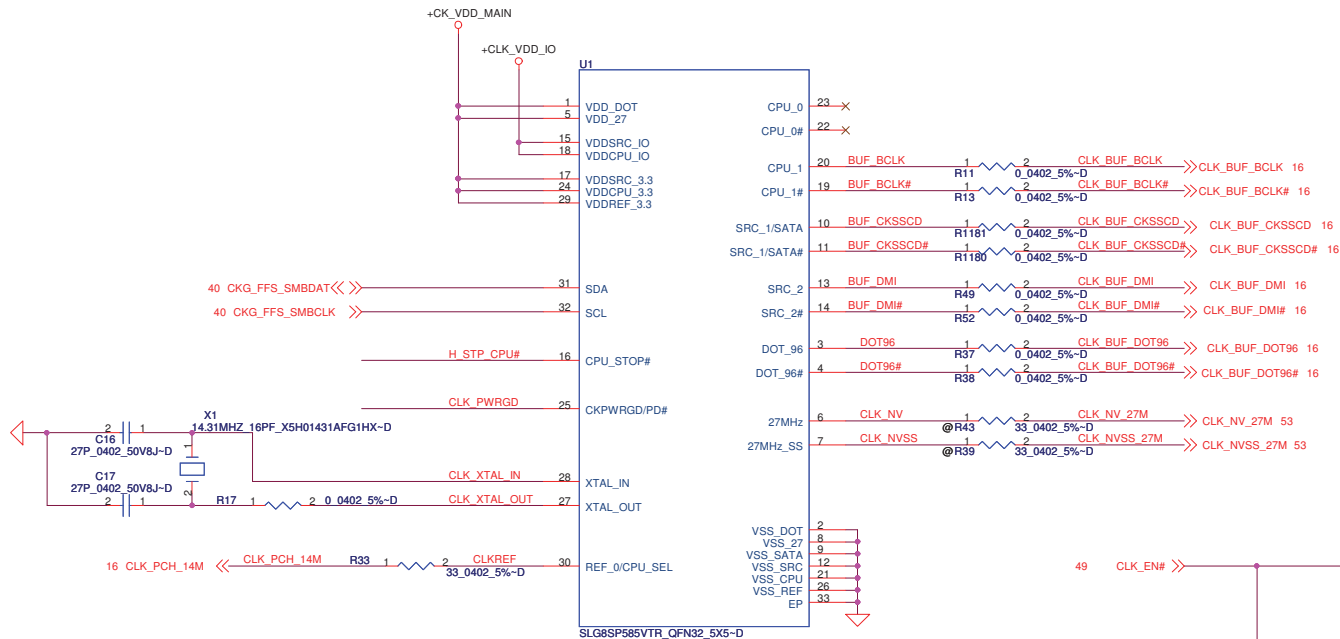 +CK_VDD_MAIN
+CLK_VDD_IO
U1
1 VDD_DOT
5 VDD_27
15 VDDSRC_IO
18 VDDCPU_IO
17 VDDSRC_3.3
24 VDDCPU_3.3
29 VDDREF_3.3
40 CKG_FFS_SMBDAT 31 SDA
40 CKG_FFS_SMBCLK 32 SCL
H_STP_CPU# 16 CPU_STOP#
CLK_PWRGD 25 CKPWRGD/PD#
X1
14.31MHZ_16PF_X5H01431AFG1HX~D
2 1
C16
27P_0402_50V8J~D
1
C17
27P_0402_50V8J~D
2
2 1
CLK_XTAL_IN 28 XTAL_IN
R17 1 2 0_0402_5%~D CLK_XTAL_OUT 27 XTAL_OUT
16 CLK_PCH_14M CLK_PCH_14M R33 1 2 CLKREF 30 REF_0/CPU_SEL
33_0402_5%~D
CPU_0 23
CPU_0# 22
CPU_1 20 BUF_BCLK 1 2 CLK_BUF_BCLK CLK_BUF_BCLK 16
R11 0_0402_5%~D
CPU_1# 19 BUF_BCLK# 1 2 CLK_BUF_BCLK# CLK_BUF_BCLK# 16
R13 0_0402_5%~D
SRC_1/SATA 10 BUF_CKSSCD 1 2 CLK_BUF_CKSSCD CLK_BUF_CKSSCD 16
R1181 0_0402_5%~D
SRC_1/SATA# 11 BUF_CKSSCD# 1 2 CLK_BUF_CKSSCD# CLK_BUF_CKSSCD# 16
R1180 0_0402_5%~D
SRC_2 13 BUF_DMI 1 2 CLK_BUF_DMI CLK_BUF_DMI 16
R49 0_0402_5%~D
SRC_2# 14 BUF_DMI# 1 2 CLK_BUF_DMI# CLK_BUF_DMI# 16
R52 0_0402_5%~D
DOT_96 3 DOT96 1 2 CLK_BUF_DOT96 CLK_BUF_DOT96 16
R37 0_0402_5%~D
DOT_96# 4 DOT96# 1 2 CLK_BUF_DOT96# CLK_BUF_DOT96# 16
R38 0_0402_5%~D
27MHz 6 CLK_NV 1 2 CLK_NV_27M CLK_NV_27M 53
@R43 33_0402_5%~D
27MHz_SS 7 CLK_NVSS 1 2 CLK_NVSS_27M CLK_NVSS_27M 53
@R39 33_0402_5%~D
VSS_DOT 2
VSS_27 8
VSS_SATA 9
VSS_SRC 12
VSS_CPU 21
VSS_REF 26
EP 33
49 CLK_EN#
SLG8SP585VTR_QFN32_5X5~D